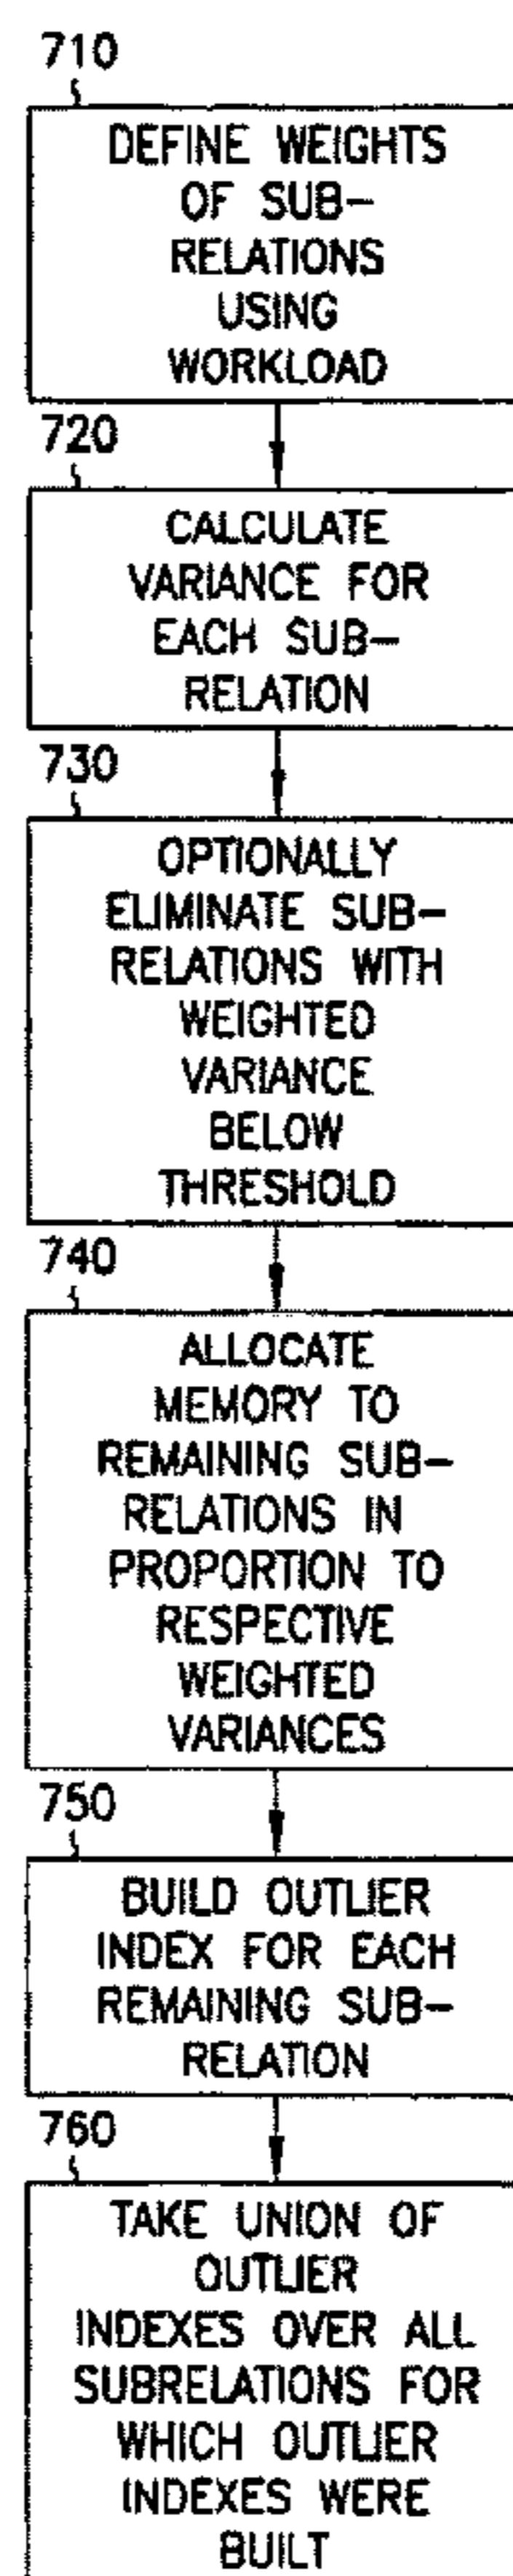 710
DEFINE WEIGHTS
OF SUB-
RELATIONS
USING
WORKLOAD
720
CALCULATE
VARIANCE FOR
EACH SUB-
RELATION
730
OPTIONALLY
ELIMINATE SUB-
RELATIONS WITH
WEIGHTED
VARIANCE
BELOW
THRESHOLD
740
ALLOCATE
MEMORY TO
REMAINING SUB-
RELATIONS IN
PROPORTION TO
RESPECTIVE
WEIGHTED
VARIANCES
750
BUILD OUTLIER
INDEX FOR EACH
REMAINING SUB-
RELATION
760
TAKE UNION OF
OUTLIER
INDEXES OVER ALL
SUBRELATIONS FOR
WHICH OUTLIER
INDEXES WERE
BUILT